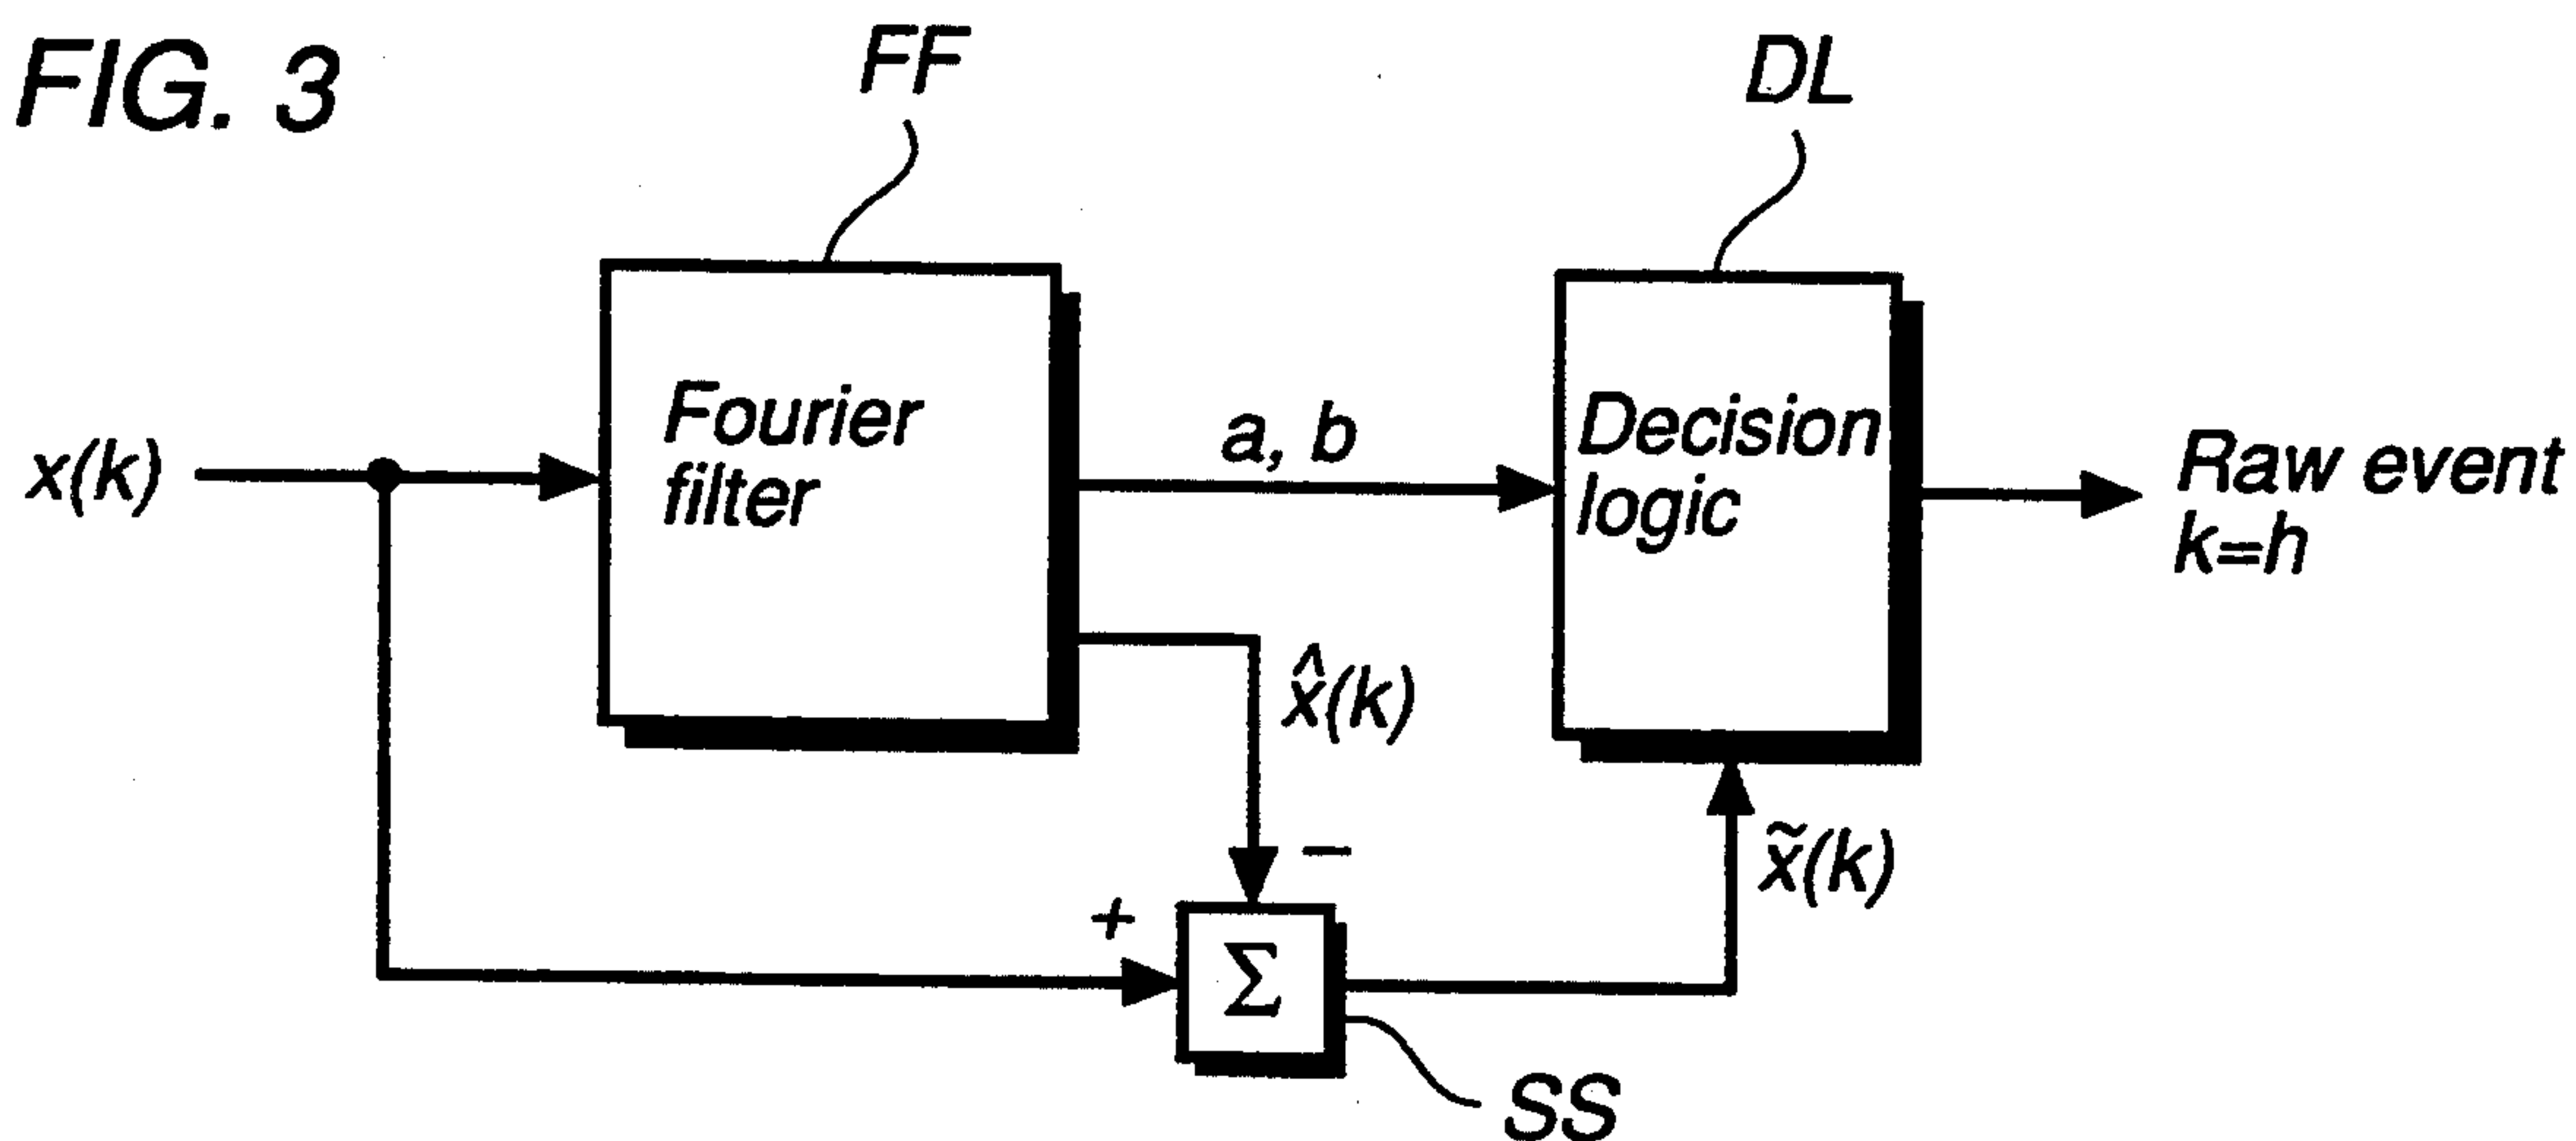 FIG. 3
FF
DL
x(k)
Fourier
filter
a, b
Decision
logic
Raw event
k=h
x̂(k)
−
x̃(k)
+
Σ
SS